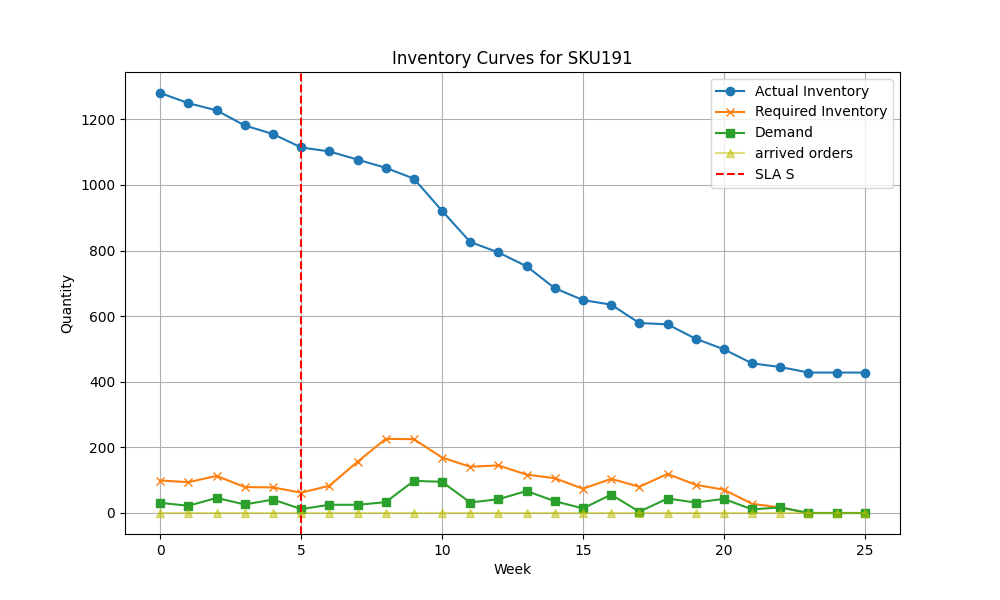 Inventory Curves for SKU191
Actual Inventory
Required Inventory
Demand
arrived orders
SLA S
Quantity
1200
1000
800
600
400
200
0
0 5 10 15 20 25
Week